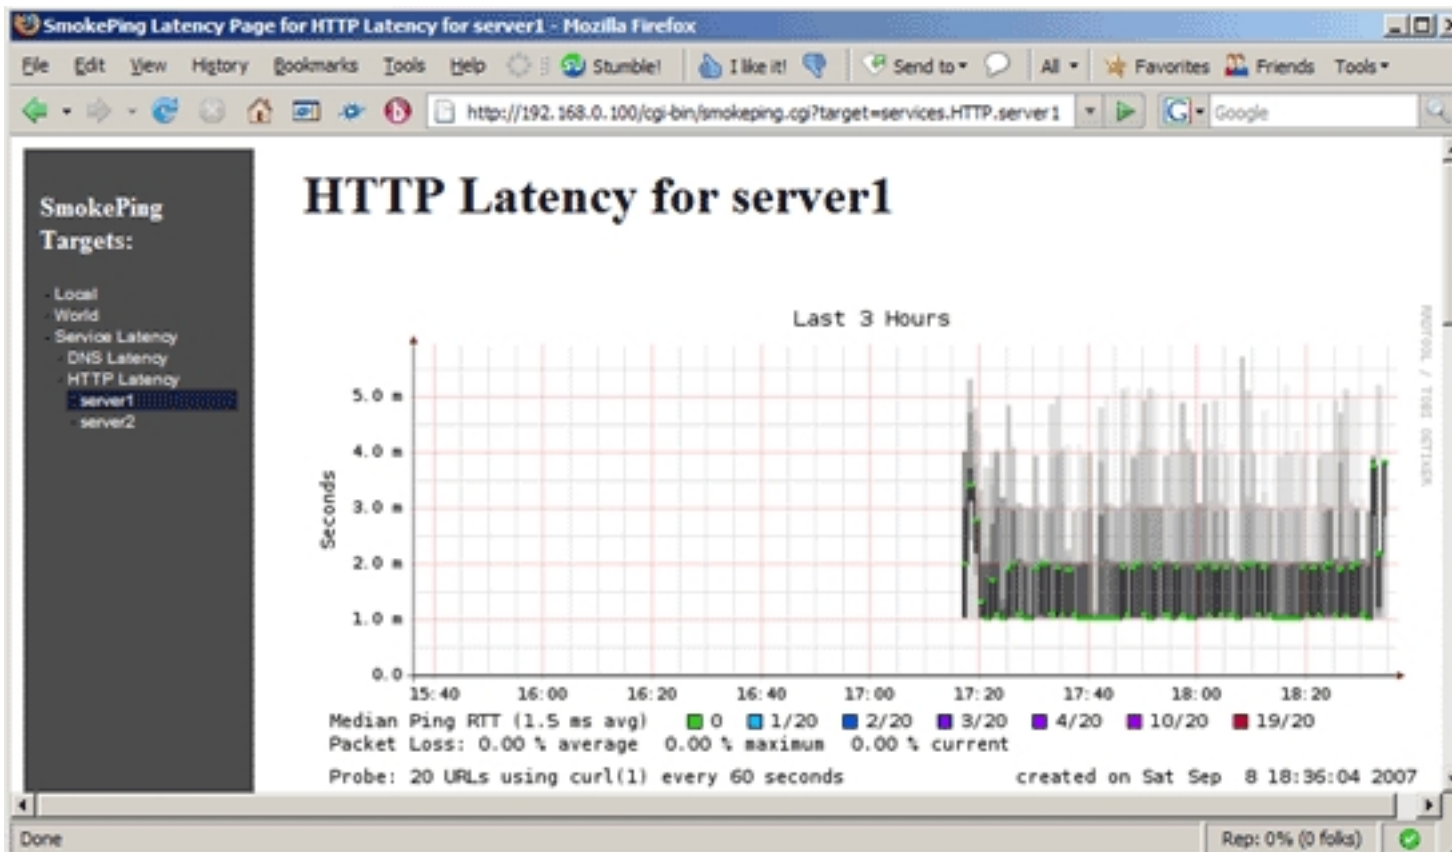 SmokePing Latency Page for HTTP Latency for server1 - Mozilla Firefox
File Edit View History Bookmarks Tools Help Stumble! I like it! Send to All Favorites Friends Tools
http://192.168.0.100/cgi-bin/smokeping.cgi?target=services.HTTP.server1 Google
SmokePing
Targets:
- Local
- World
- Service Latency
- DNS Latency
- HTTP Latency
- server1
- server2
HTTP Latency for server1
Last 3 Hours
RRDTOOL / TOBI OETIKER
Seconds
5.0 m
4.0 m
3.0 m
2.0 m
1.0 m
0.0
15:40 16:00 16:20 16:40 17:00 17:20 17:40 18:00 18:20
Median Ping RTT (1.5 ms avg) 0 1/20 2/20 3/20 4/20 10/20 19/20
Packet Loss: 0.00 % average 0.00 % maximum 0.00 % current
Probe: 20 URLs using curl(1) every 60 seconds created on Sat Sep 8 18:36:04 2007
Done Rep: 0% (0 folks)